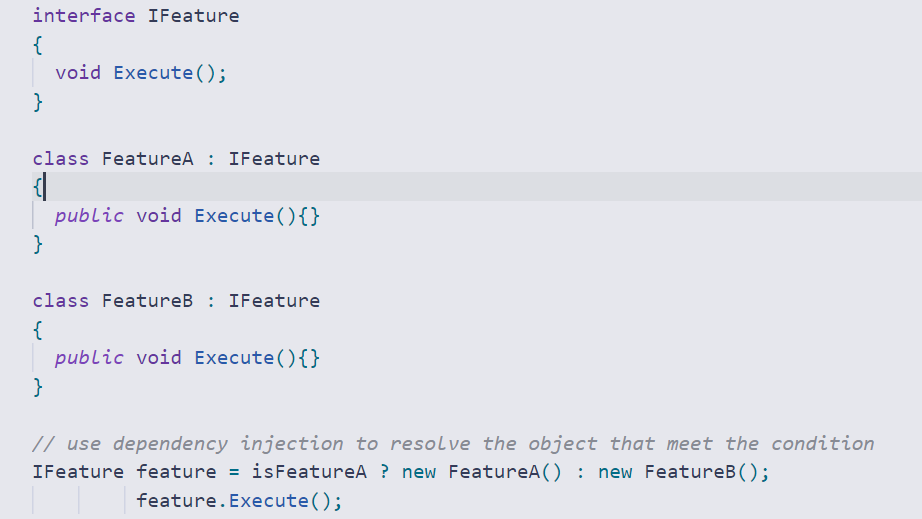 interface IFeature
{
void Execute();
}
class FeatureA : IFeature
{
public void Execute(){}
}
class FeatureB : IFeature
{
public void Execute(){}
}
// use dependency injection to resolve the object that meet the condition
IFeature feature = isFeatureA ? new FeatureA() : new FeatureB();
feature.Execute();